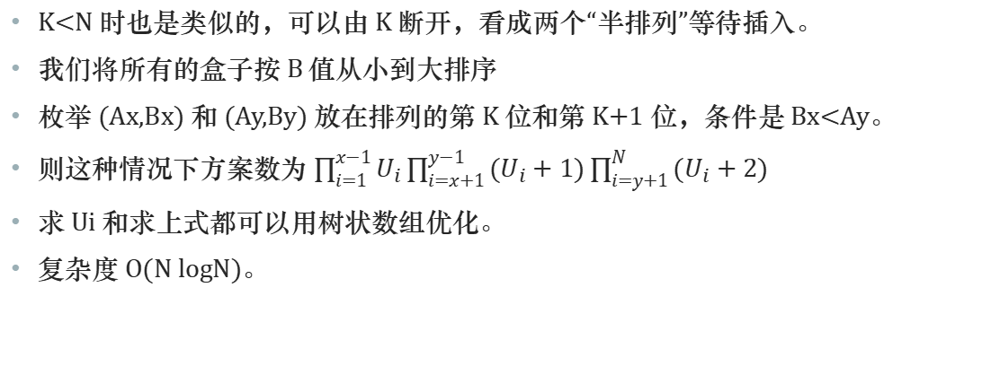 • K<N 时也是类似的，可以由 K 断开，看成两个“半排列”等待插入。
• 我们将所有的盒子按 B 值从小到大排序
• 枚举 (Ax,Bx) 和 (Ay,By) 放在排列的第 K 位和第 K+1 位，条件是 Bx<Ay。
• 则这种情况下方案数为 ∏_{i=1}^{x−1} U_i ∏_{i=x+1}^{y−1} (U_i + 1) ∏_{i=y+1}^{N} (U_i + 2)
• 求 Ui 和求上式都可以用树状数组优化。
• 复杂度 O(N logN)。